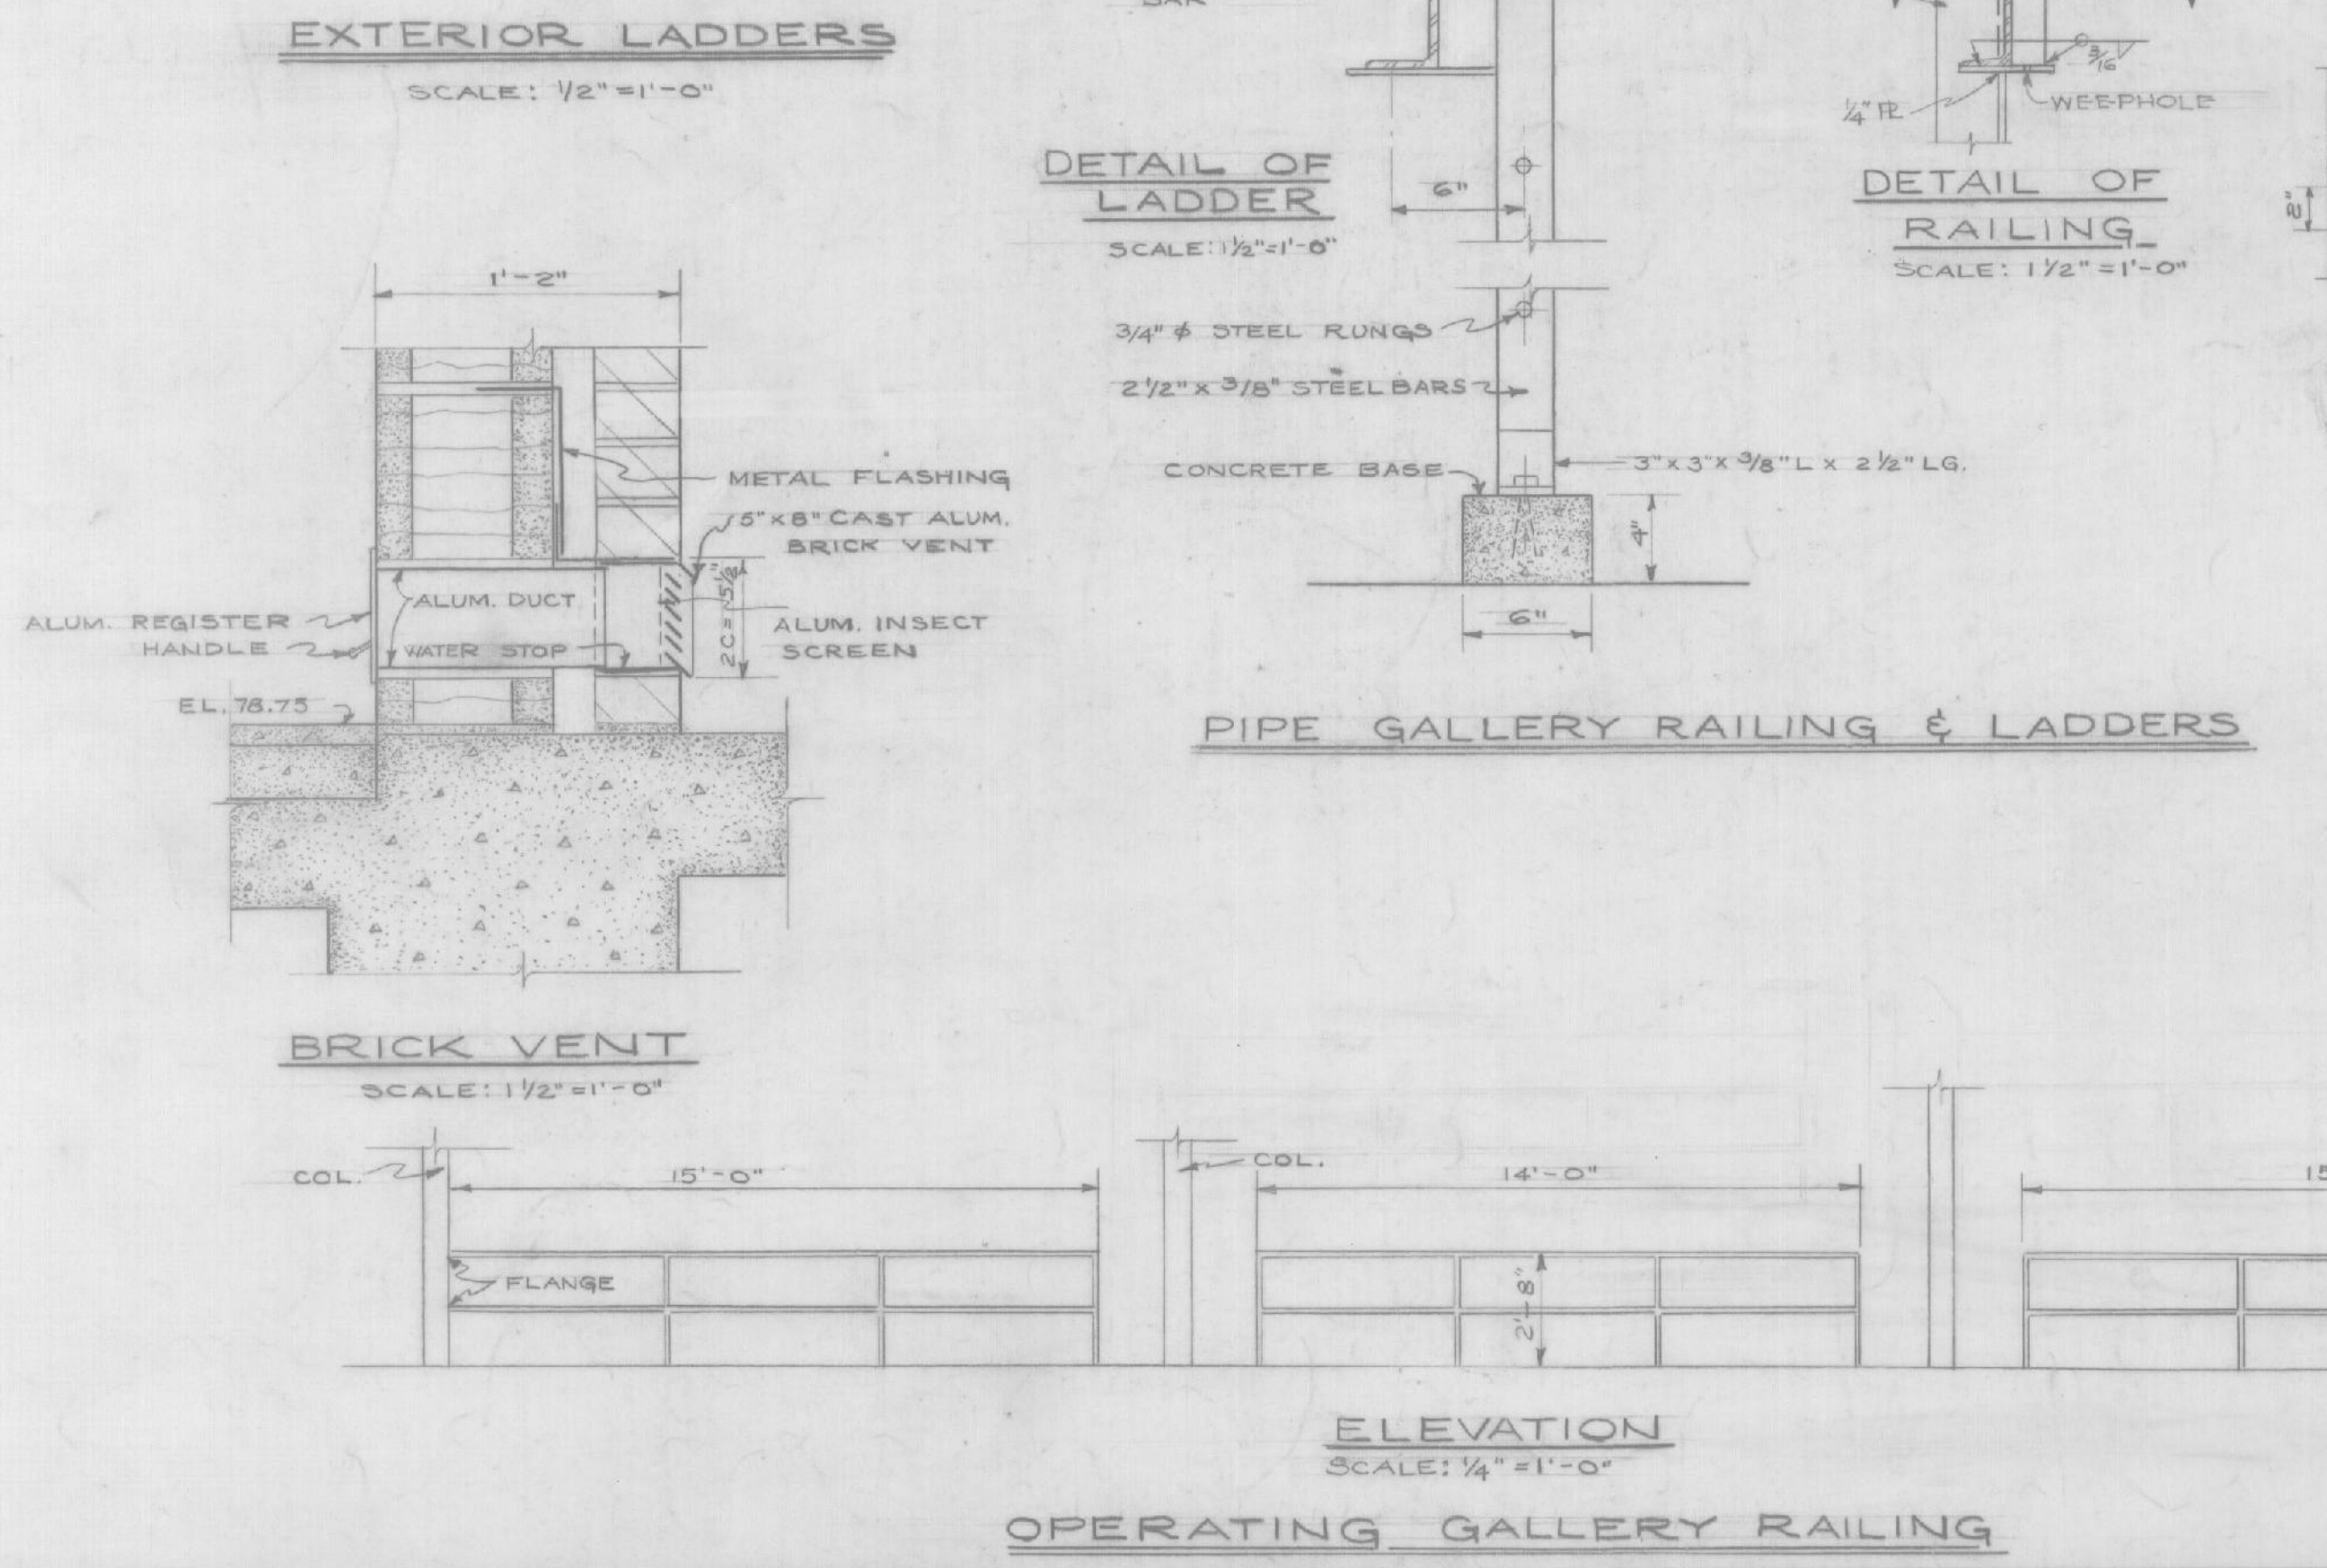 EXTERIOR LADDERS
SCALE: 1/2" = 1'-0"
1/4" PL
3/16
WEEPHOLE
DETAIL OF
LADDER
SCALE: 1 1/2" = 1'-0"
6"
DETAIL OF
RAILING
SCALE: 1 1/2" = 1'-0"
2"
1'-2"
METAL FLASHING
5" x 8" CAST ALUM.
BRICK VENT
ALUM. DUCT
2C = 5 1/2"
ALUM. REGISTER
HANDLE
WATER STOP
ALUM. INSECT
SCREEN
EL. 78.75
3/4" ϕ STEEL RUNGS
2 1/2" x 3/8" STEEL BARS
CONCRETE BASE
3" x 3" x 3/8" L x 2 1/2" LG.
4"
6"
PIPE GALLERY RAILING & LADDERS
BRICK VENT
SCALE: 1 1/2" = 1'-0"
COL.
15'-0"
COL.
14'-0"
15
FLANGE
2'-8"
ELEVATION
SCALE: 1/4" = 1'-0"
OPERATING GALLERY RAILING